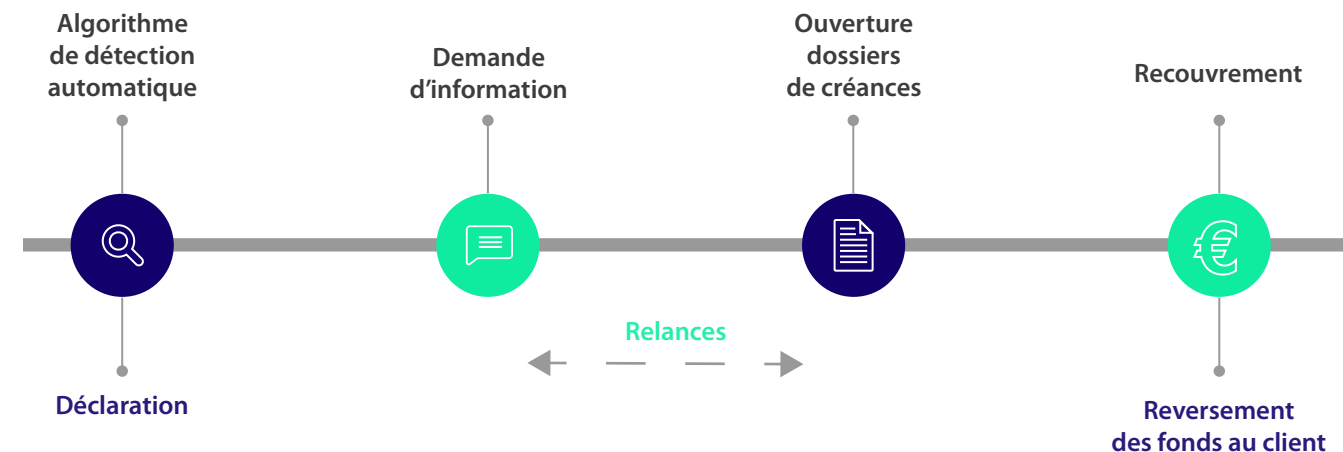 Algorithme
de détection
automatique
Demande
d'information
Ouverture
dossiers
de créances
Recouvrement
Relances
Déclaration
Reversement
des fonds au client